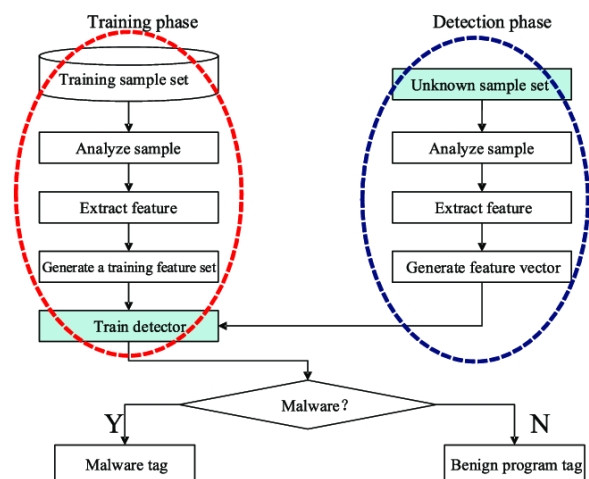 Training phase
Detection phase
Training sample set
Unknown sample set
Analyze sample
Analyze sample
Extract feature
Extract feature
Generate a training feature set
Generate feature vector
Train detector
Malware?
Y
N
Malware tag
Benign program tag